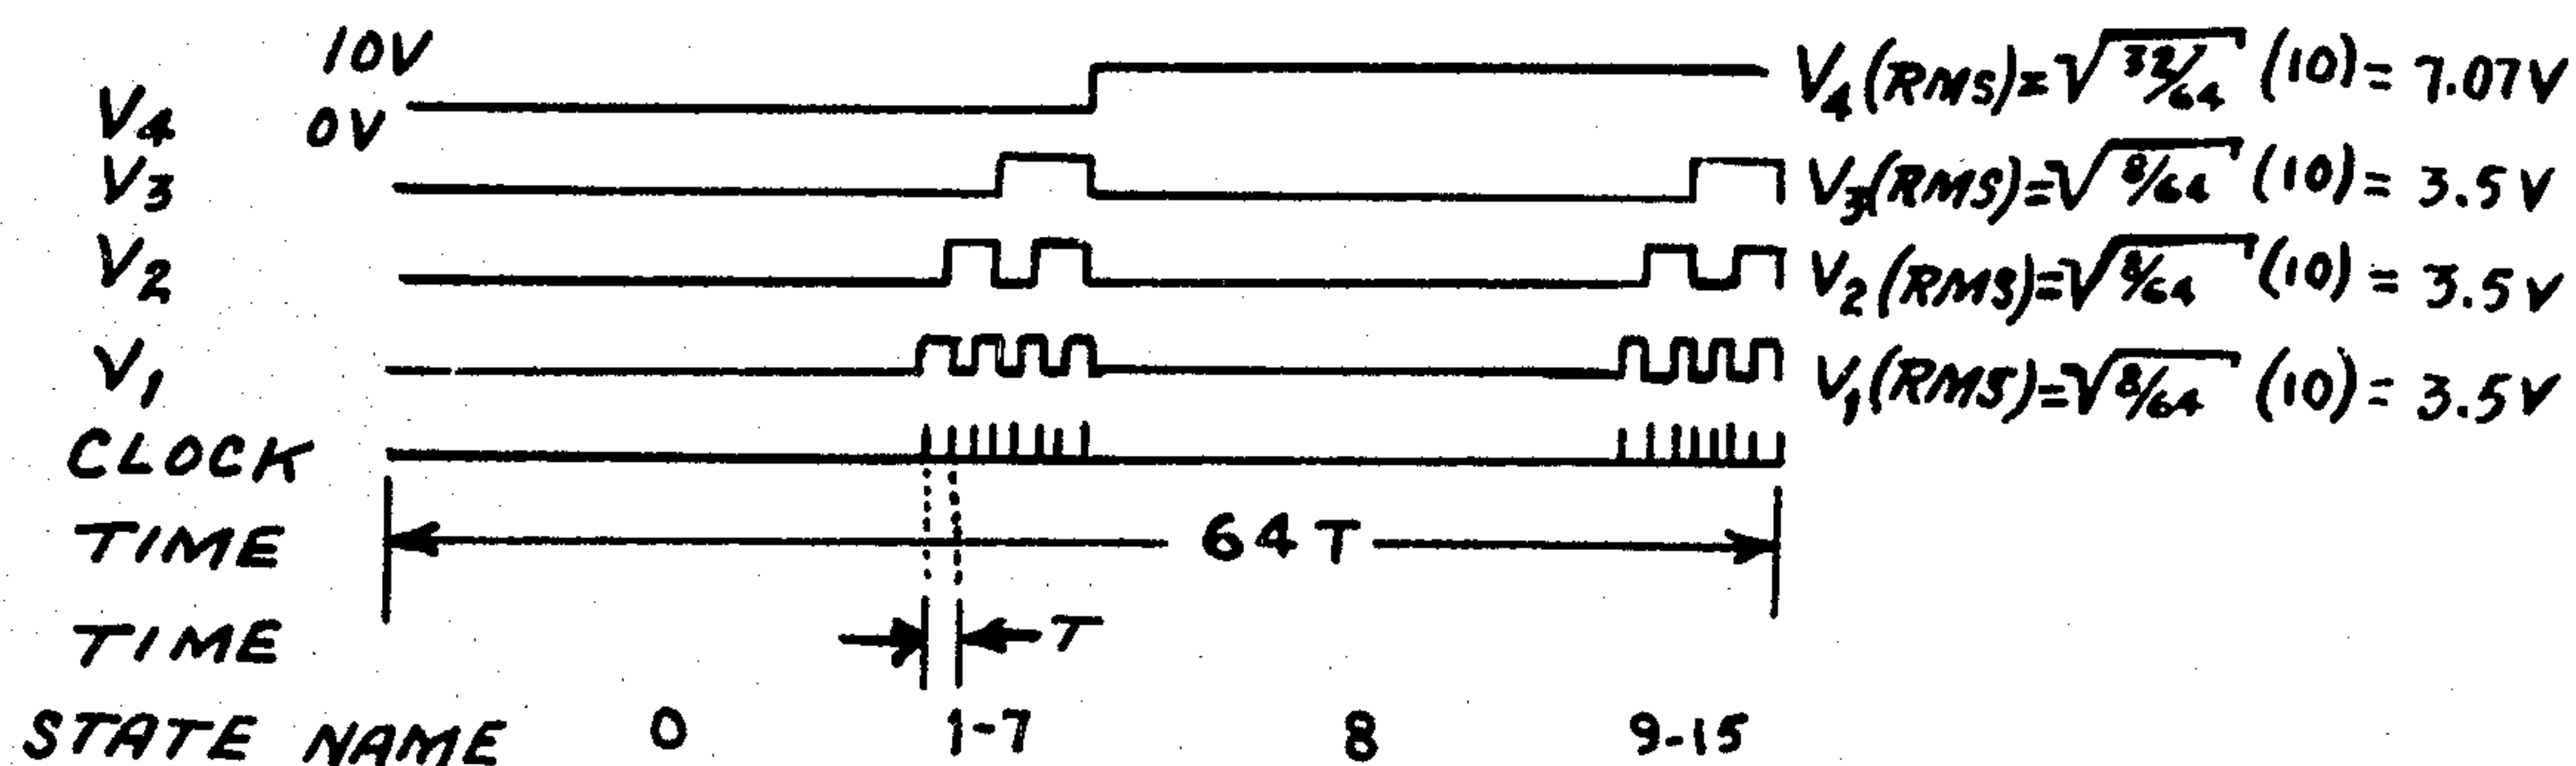 10V
V4 0V V4(RMS)=√32/64 (10)= 7.07V
V3 V3(RMS)=√8/64 (10)= 3.5V
V2 V2(RMS)=√8/64 (10)= 3.5V
V1 V1(RMS)=√8/64 (10)= 3.5V
CLOCK
TIME 64T
TIME T
STATE NAME 0 1-7 8 9-15